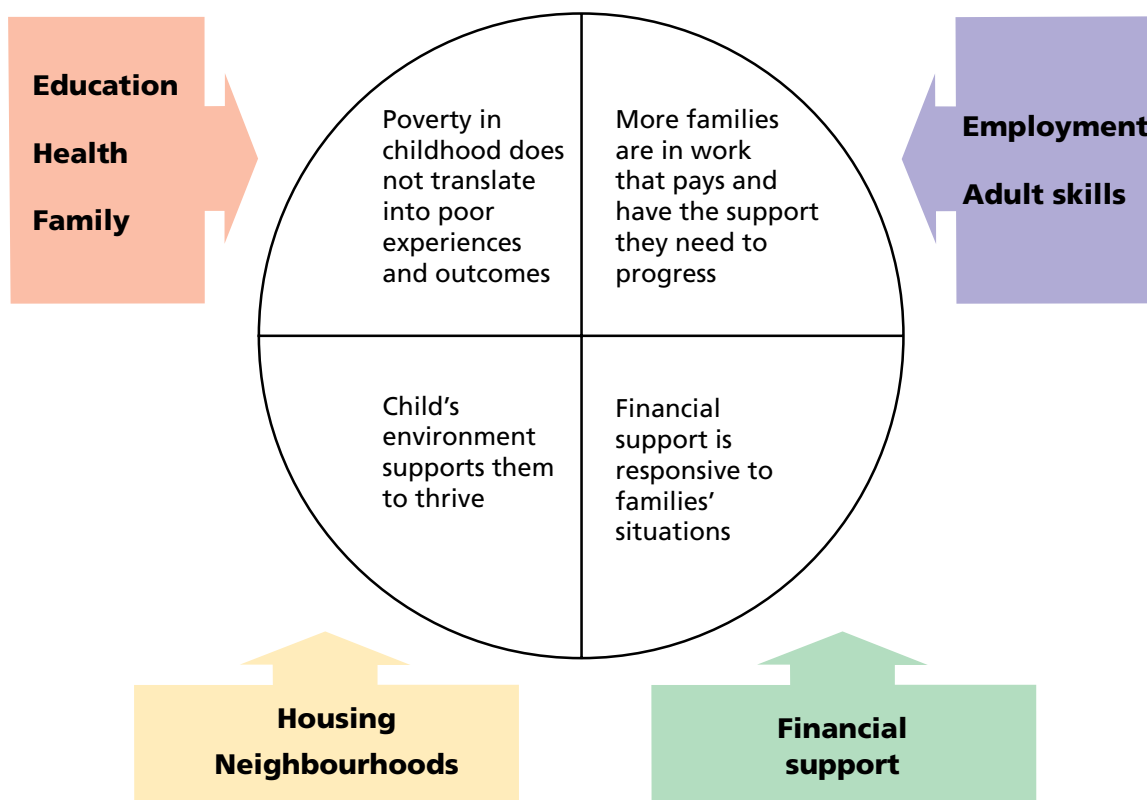 Education
Health
Family
Poverty in
childhood does
not translate
into poor
experiences
and outcomes
More families
are in work
that pays and
have the support
they need to
progress
Employment
Adult skills
Child’s
environment
supports them
to thrive
Financial
support is
responsive to
families’
situations
Housing
Neighbourhoods
Financial
support